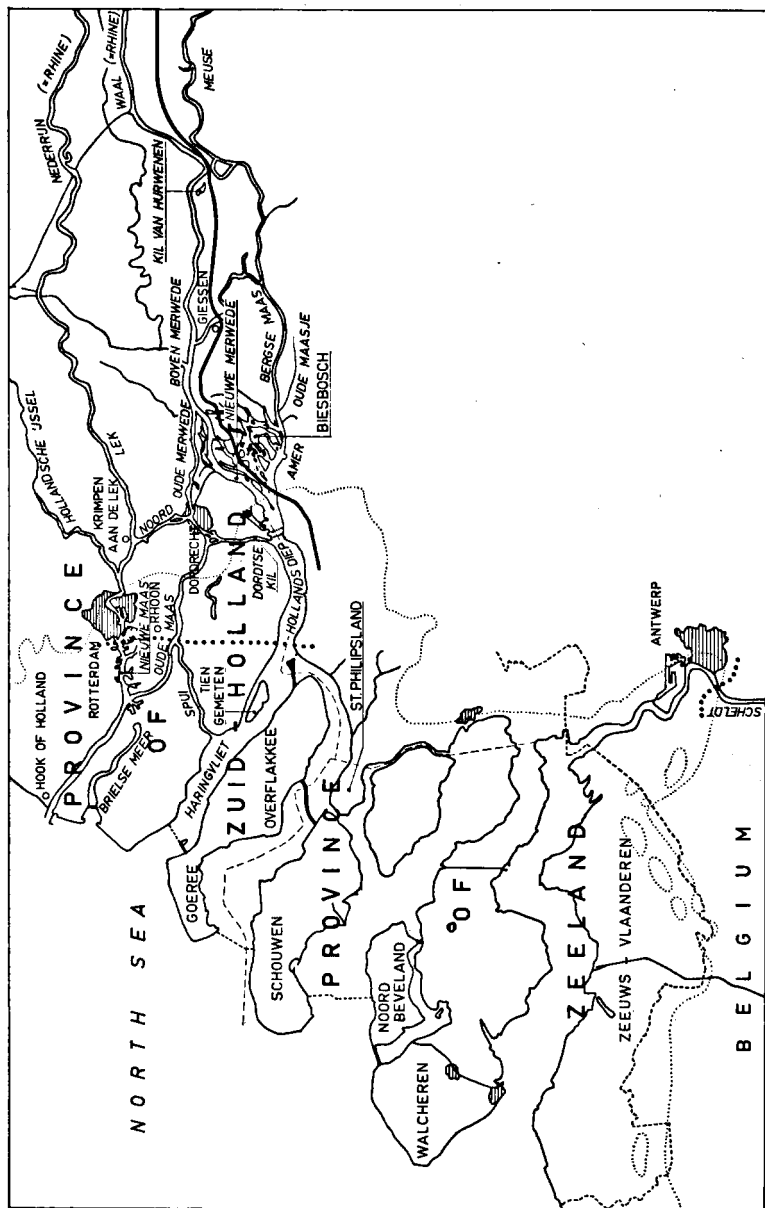 NORTH SEA
HOOK OF HOLLAND
PROVINCE
OF
ZUID - HOLLAND
ROTTERDAM
BRIELSE MEER
NIEUWE MAAS
OUDE MAAS
RHOON
HOLLANDSCHE IJSSEL
KRIMPEN
AAN DE LEK
LEK
NOORD
NEDERRIJN (=RHINE)
WAAL (=RHINE)
MEUSE
KIL VAN HURWENEN
BOVEN MERWEDE
GIESSEN
OUDE MERWEDE
NIEUWE MERWEDE
BERGSE MAAS
OUDE MAASJE
BIESBOSCH
AMER
DORDRECHT
DORDTSE
KIL
HOLLANDS DIEP
SPUI
TIEN
GEMETEN
HARINGVLIET
OVERFLAKKEE
GOEREE
ST. PHILIPSLAND
SCHOUWEN
PROVINCE
OF
ZEELAND
NOORD
BEVELAND
WALCHEREN
ZEEUWS - VLAANDEREN
ANTWERP
SCHELDT
BELGIUM